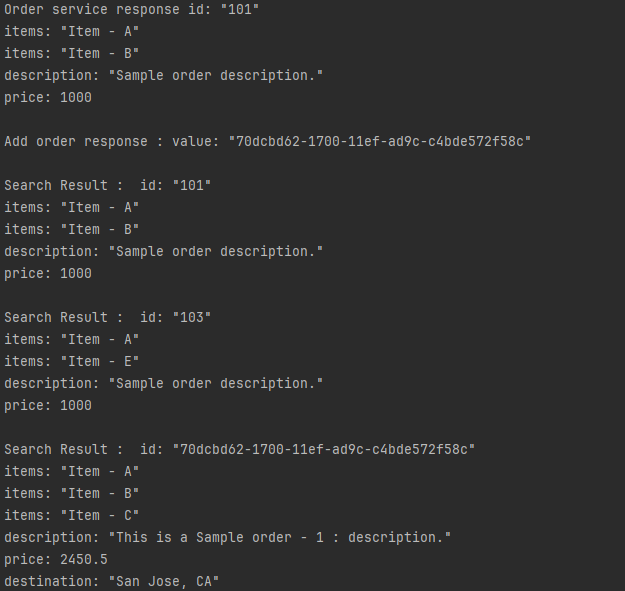 Order service response id: "101"
items: "Item - A"
items: "Item - B"
description: "Sample order description."
price: 1000
Add order response : value: "70dcbd62-1700-11ef-ad9c-c4bde572f58c"
Search Result :  id: "101"
items: "Item - A"
items: "Item - B"
description: "Sample order description."
price: 1000
Search Result :  id: "103"
items: "Item - A"
items: "Item - E"
description: "Sample order description."
price: 1000
Search Result :  id: "70dcbd62-1700-11ef-ad9c-c4bde572f58c"
items: "Item - A"
items: "Item - B"
items: "Item - C"
description: "This is a Sample order - 1 : description."
price: 2450.5
destination: "San Jose, CA"